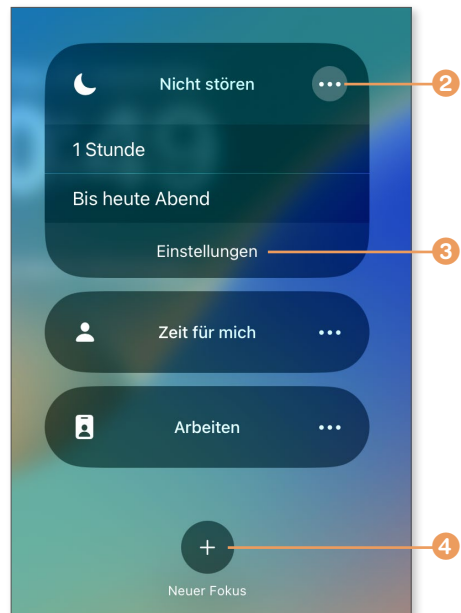 Nicht stören
2
1 Stunde
Bis heute Abend
Einstellungen
3
Zeit für mich
Arbeiten
4
Neuer Fokus